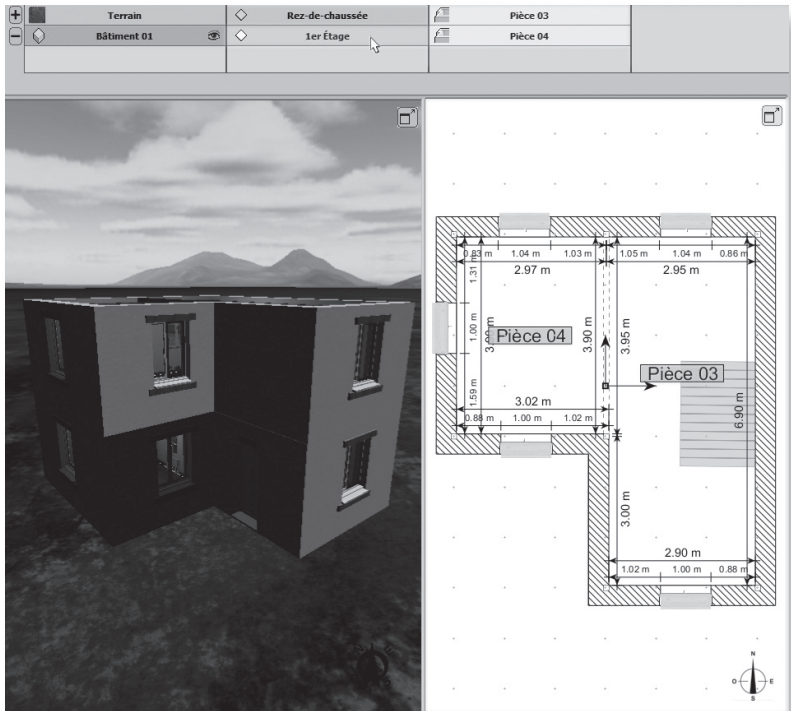 Terrain
Rez-de-chaussée
Pièce 03
Bâtiment 01
1er Étage
Pièce 04
1.04 m
1.03 m
1.05 m
1.04 m
0.86 m
2.97 m
2.95 m
1.31 m
1.00 m
3.90 m
3.95 m
Pièce 04
Pièce 03
1.59 m
3.02 m
6.90 m
0.88 m
1.00 m
1.02 m
3.00 m
2.90 m
1.02 m
1.00 m
0.88 m
N
O
E
S